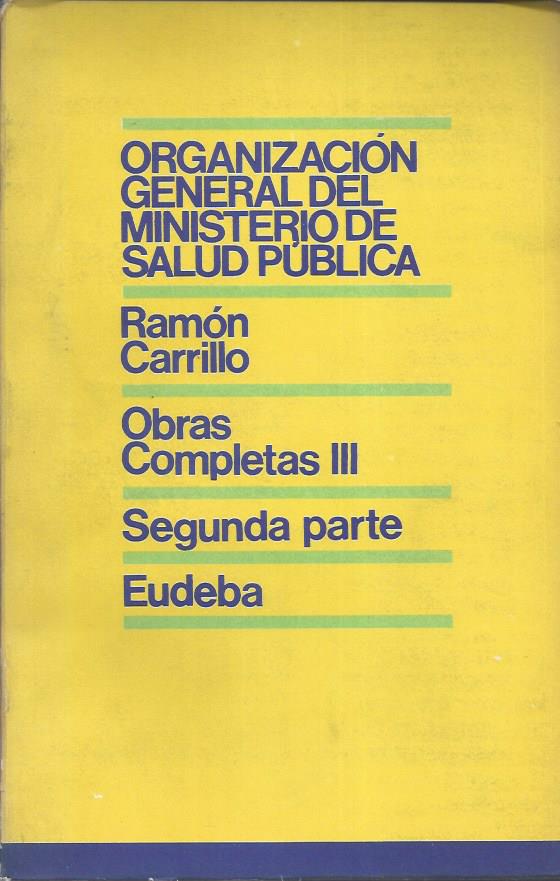 ORGANIZACIÓN
GENERAL DEL
MINISTERIO DE
SALUD PÚBLICA
Ramón
Carrillo
Obras
Completas III
Segunda parte
Eudeba